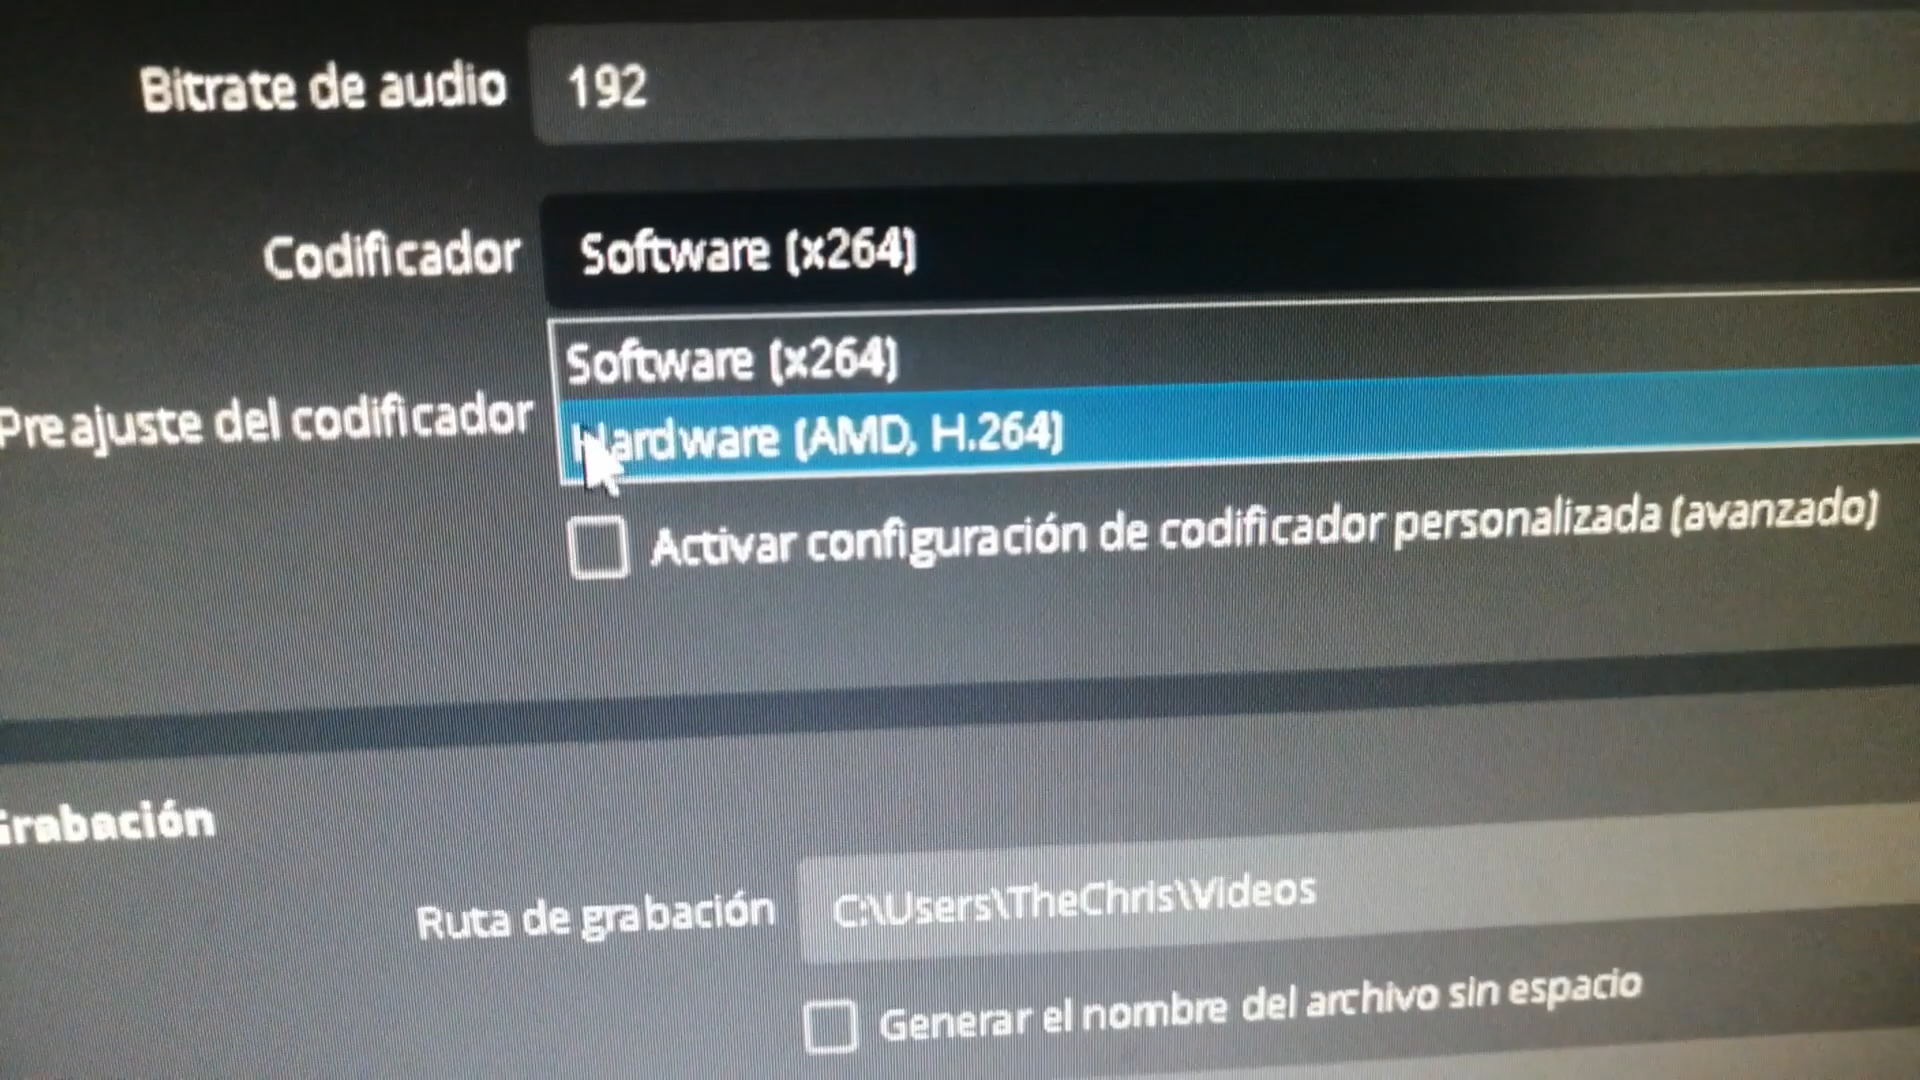 Bitrate de audio 192
Codificador Software (x264)
Software (x264)
Preajuste del codificador Hardware (AMD, H.264)
Activar configuración de codificador personalizada (avanzado)
Grabación
Ruta de grabación C:\Users\TheChris\Videos
Generar el nombre del archivo sin espacio